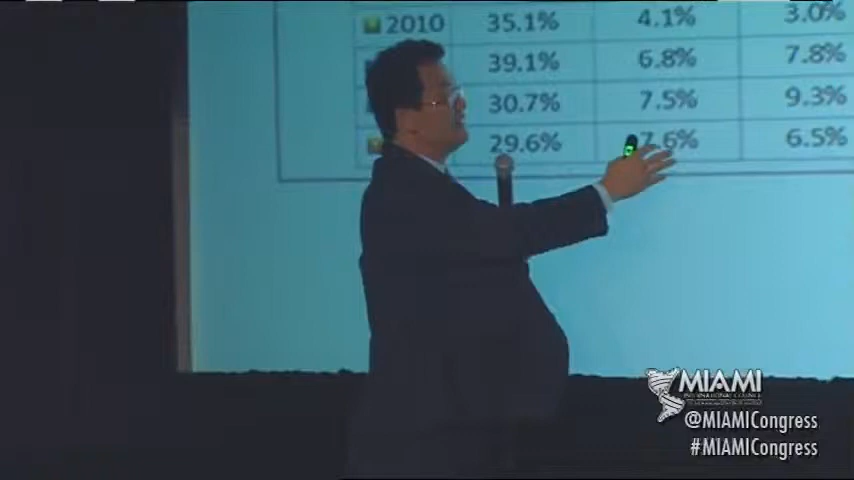 2010 35.1% 4.1% 3.0%
39.1% 6.8% 7.8%
30.7% 7.5% 9.3%
29.6% 7.6% 6.5%
MIAMI
@MIAMICongress
#MIAMICongress